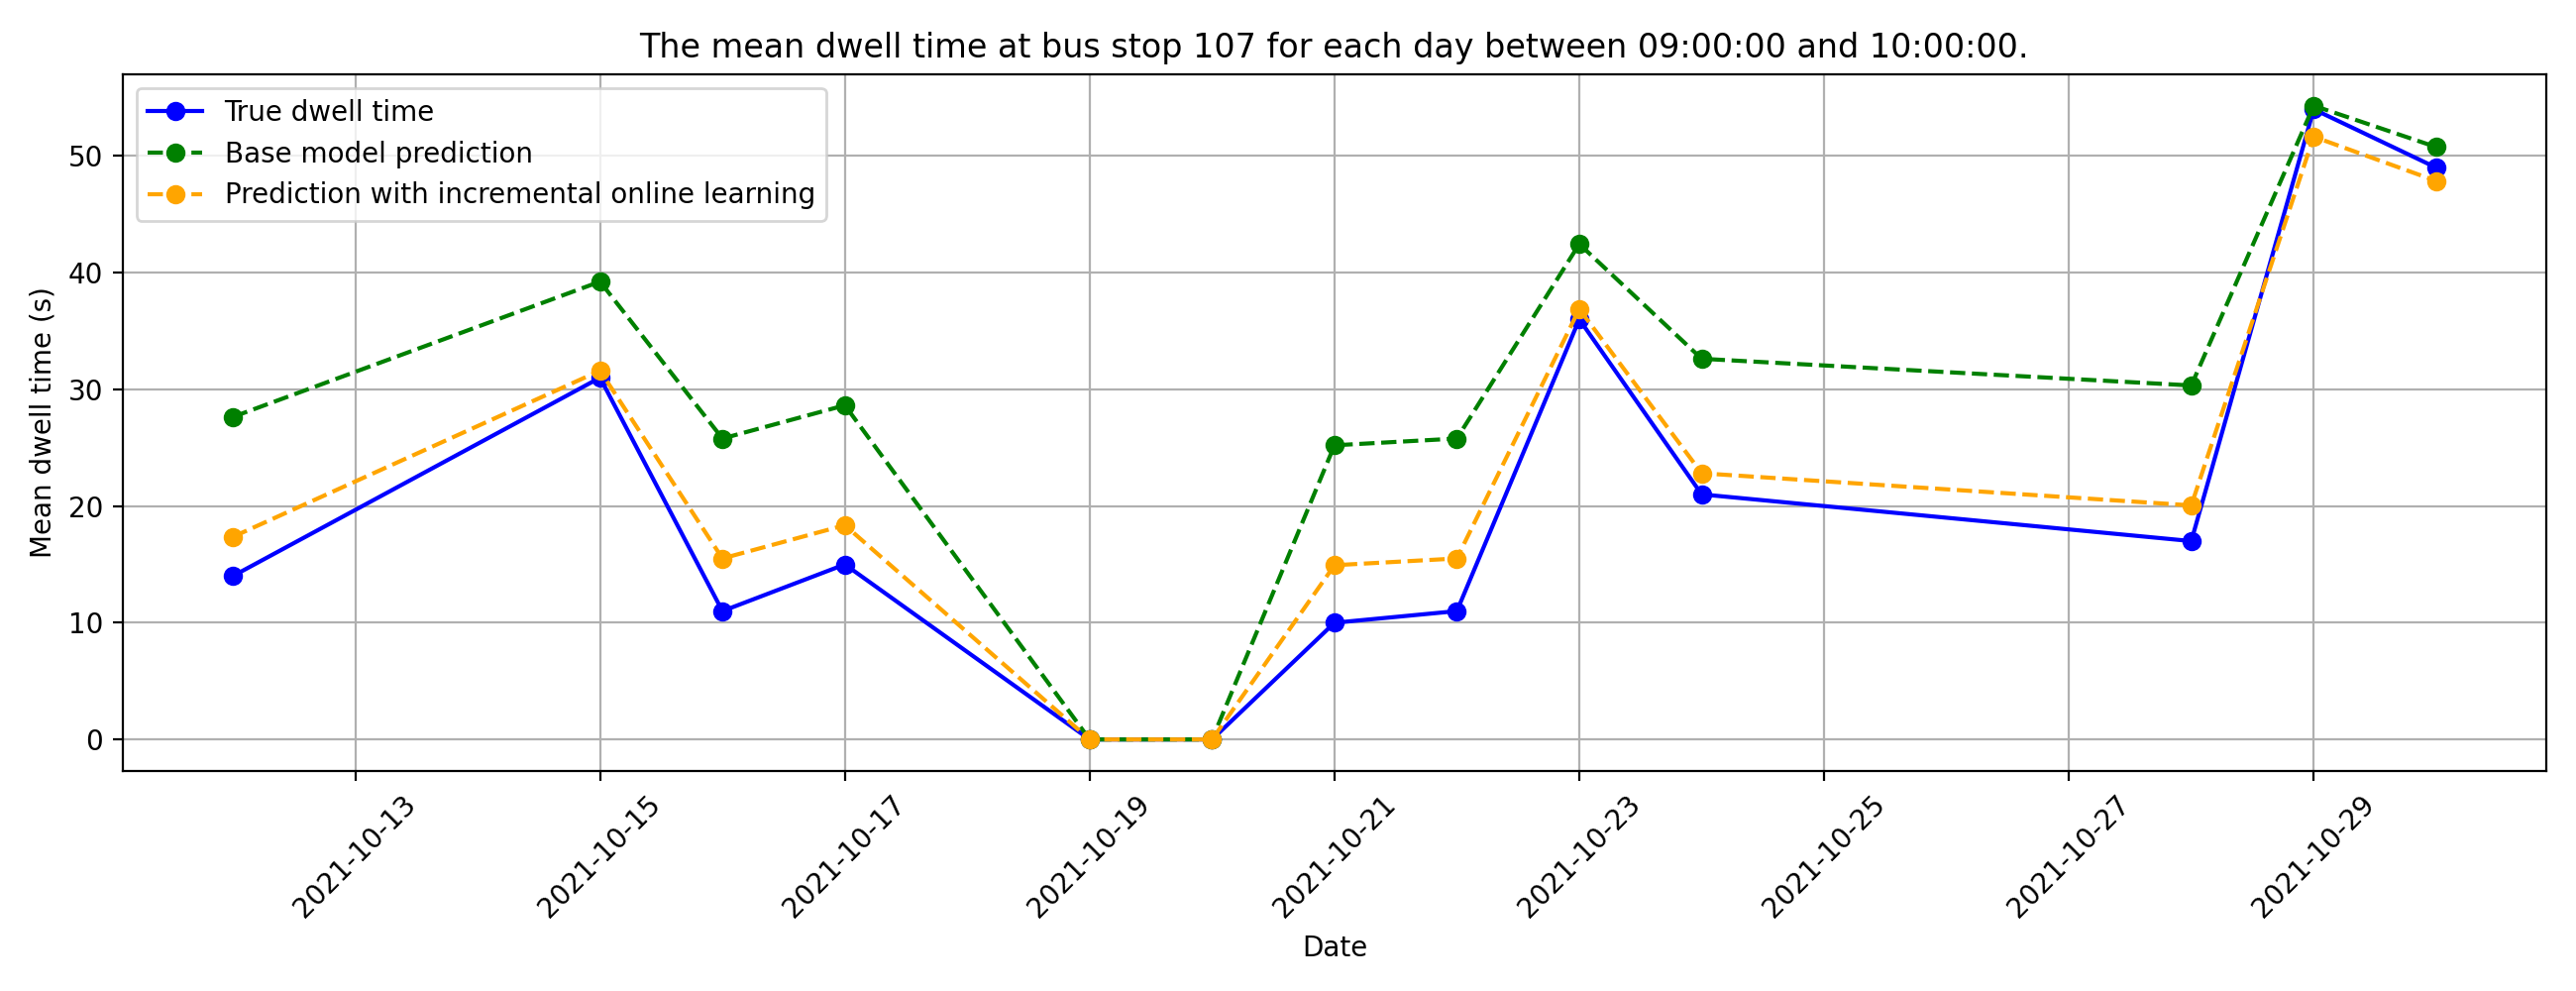 The mean dwell time at bus stop 107 for each day between 09:00:00 and 10:00:00.
True dwell time
Base model prediction
Prediction with incremental online learning
Mean dwell time (s)
50
40
30
20
10
0
2021-10-13
2021-10-15
2021-10-17
2021-10-19
2021-10-21
2021-10-23
2021-10-25
2021-10-27
2021-10-29
Date